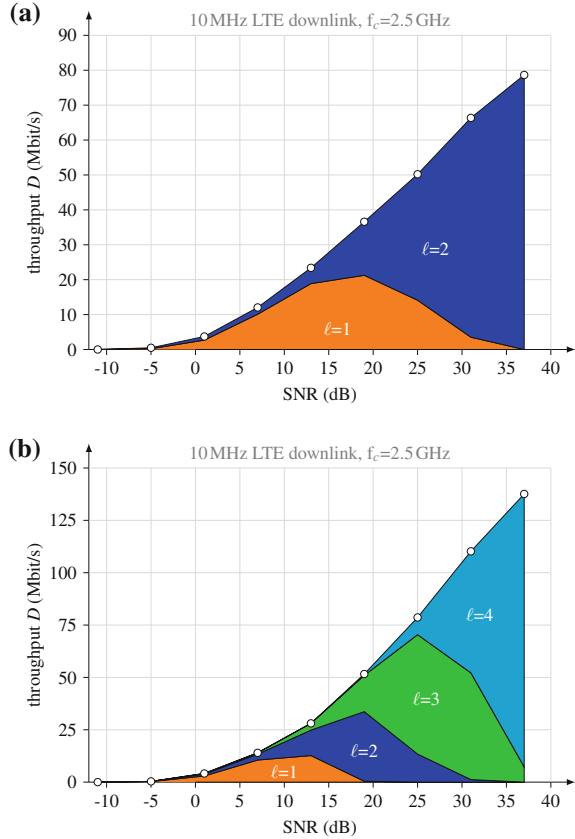 (a)
10 MHz LTE downlink, fc=2.5 GHz
throughput D (Mbit/s)
90
80
70
60
50
40
30
20
10
0
ℓ=2
ℓ=1
-10 -5 0 5 10 15 20 25 30 35 40
SNR (dB)
(b)
10 MHz LTE downlink, fc=2.5 GHz
throughput D (Mbit/s)
150
125
100
75
50
25
0
ℓ=4
ℓ=3
ℓ=2
ℓ=1
-10 -5 0 5 10 15 20 25 30 35 40
SNR (dB)